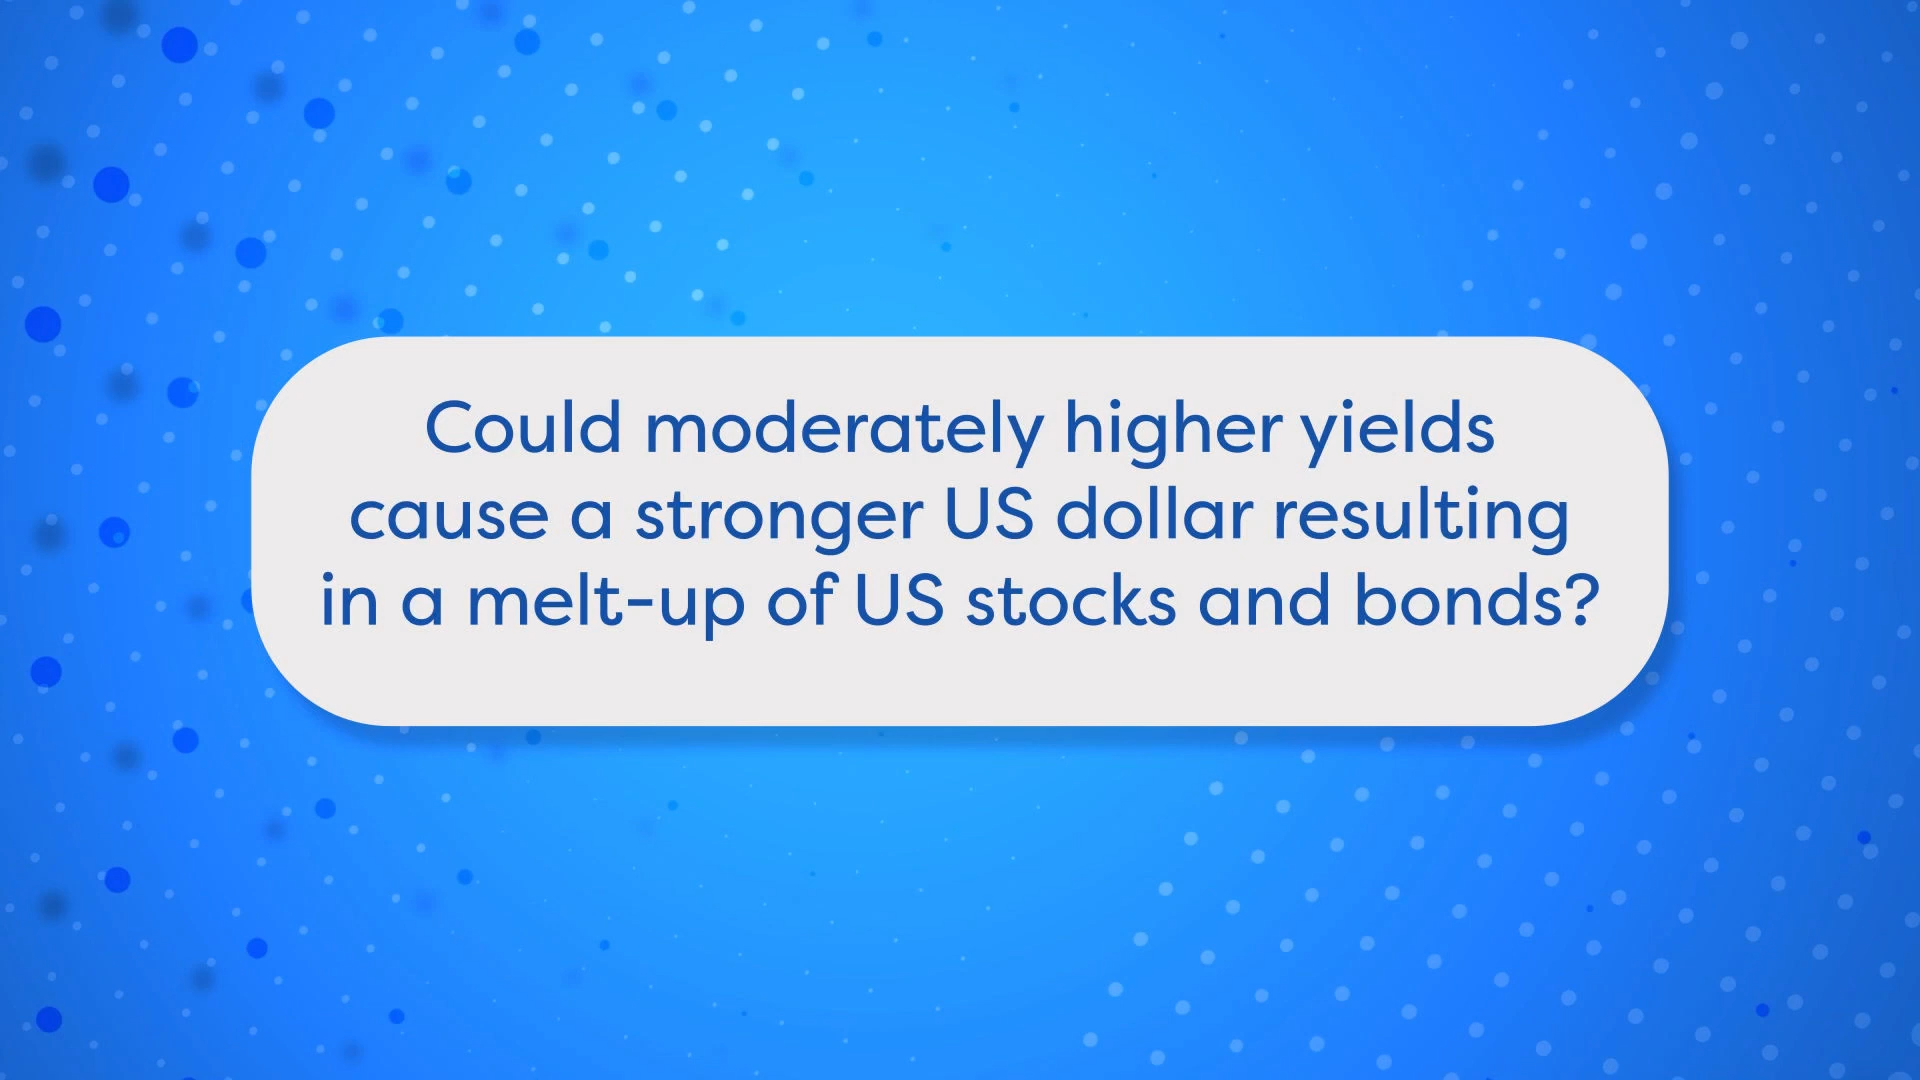 Could moderately higher yields
cause a stronger US dollar resulting
in a melt-up of US stocks and bonds?